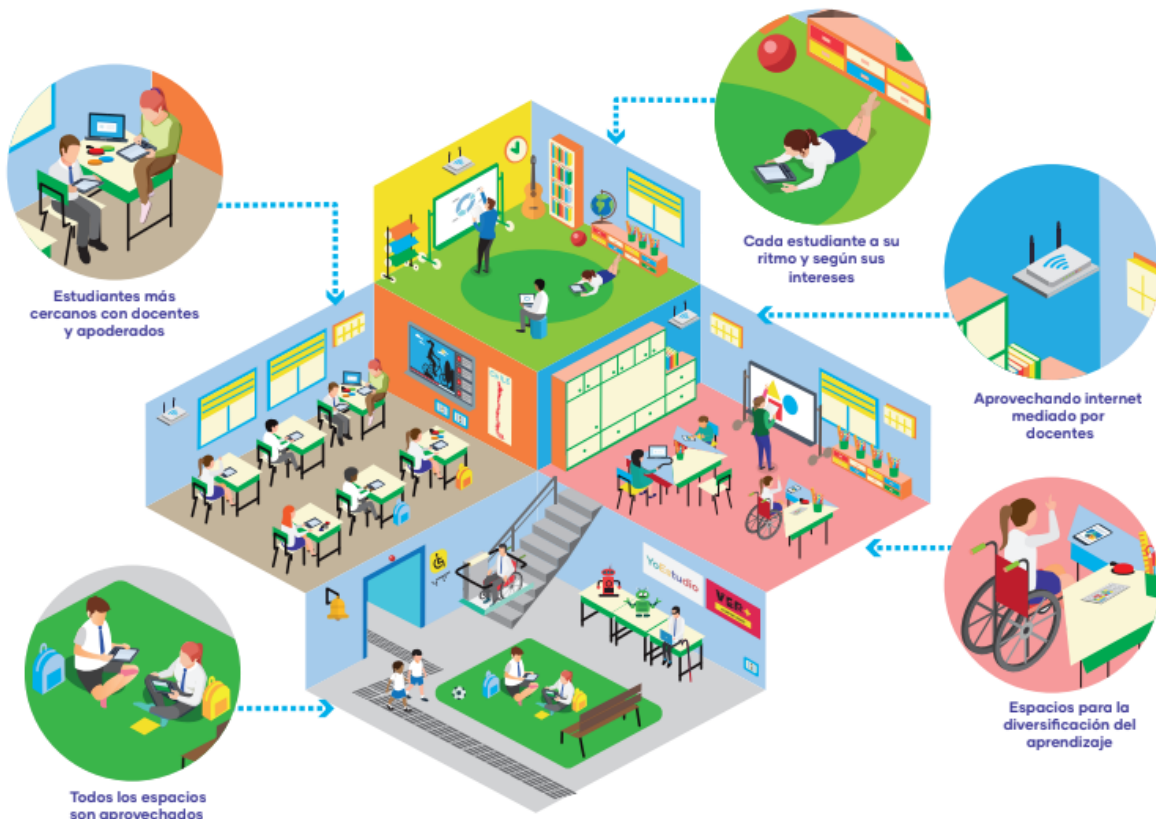 Estudiantes más
cercanos con docentes
y apoderados
Cada estudiante a su
ritmo y según sus
intereses
Aprovechando internet
mediado por
docentes
CHILE
YoEstudio
Espacios para la
diversificación del
aprendizaje
Todos los espacios
son aprovechados